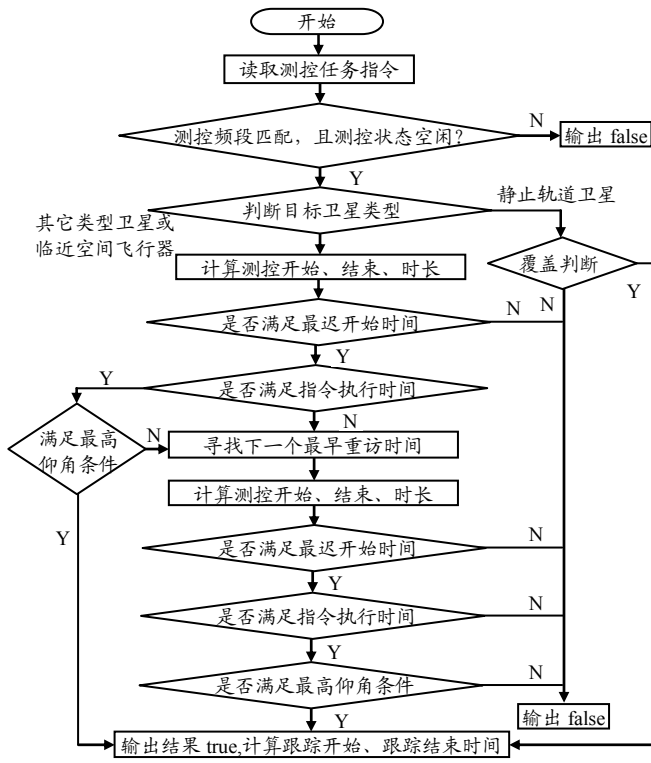 开始
读取测控任务指令
测控频段匹配，且测控状态空闲？
N
输出 false
Y
判断目标卫星类型
静止轨道卫星
其它类型卫星或
临近空间飞行器
覆盖判断
计算测控开始、结束、时长
N
Y
是否满足最迟开始时间
N
Y
Y
是否满足指令执行时间
N
满足最高
仰角条件
N
寻找下一个最早重访时间
计算测控开始、结束、时长
Y
是否满足最迟开始时间
N
Y
是否满足指令执行时间
N
Y
是否满足最高仰角条件
N
Y
输出 false
输出结果 true,计算跟踪开始、跟踪结束时间